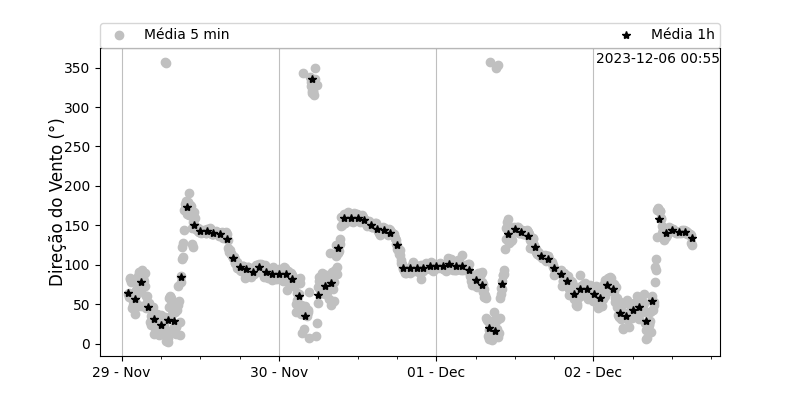 Média 5 min
Média 1h
2023-12-06 00:55
Direção do Vento (°)
350
300
250
200
150
100
50
0
29 - Nov
30 - Nov
01 - Dec
02 - Dec